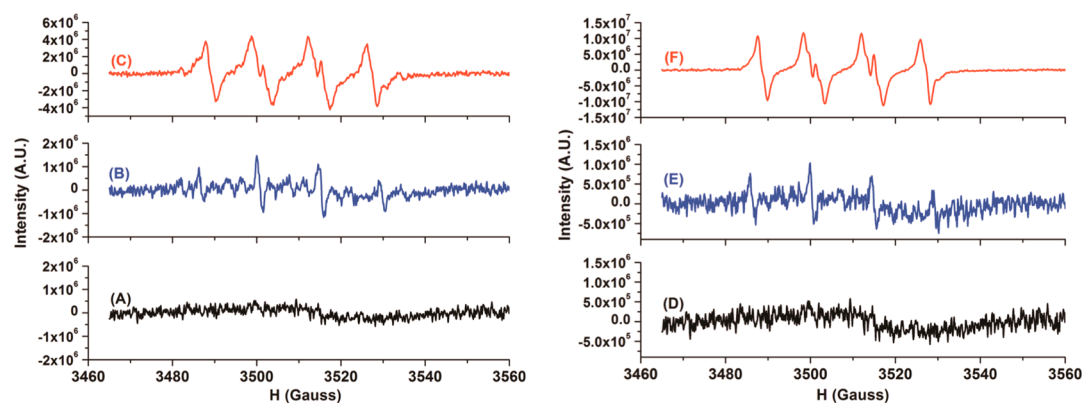 6x10⁶
4x10⁶
2x10⁶
0
-2x10⁶
-4x10⁶
(C)
2x10⁶
1x10⁶
0
-1x10⁶
-2x10⁶
(B)
2x10⁶
1x10⁶
0
-1x10⁶
-2x10⁶
(A)
Intensity (A.U.)
3460 3480 3500 3520 3540 3560
H (Gauss)
1.5x10⁷
1.0x10⁷
5.0x10⁶
0.0
-5.0x10⁶
-1.0x10⁷
-1.5x10⁷
(F)
1.5x10⁶
1.0x10⁶
5.0x10⁵
0.0
-5.0x10⁵
(E)
1.5x10⁶
1.0x10⁶
5.0x10⁵
0.0
-5.0x10⁵
(D)
Intensity (A.U.)
3460 3480 3500 3520 3540 3560
H (Gauss)